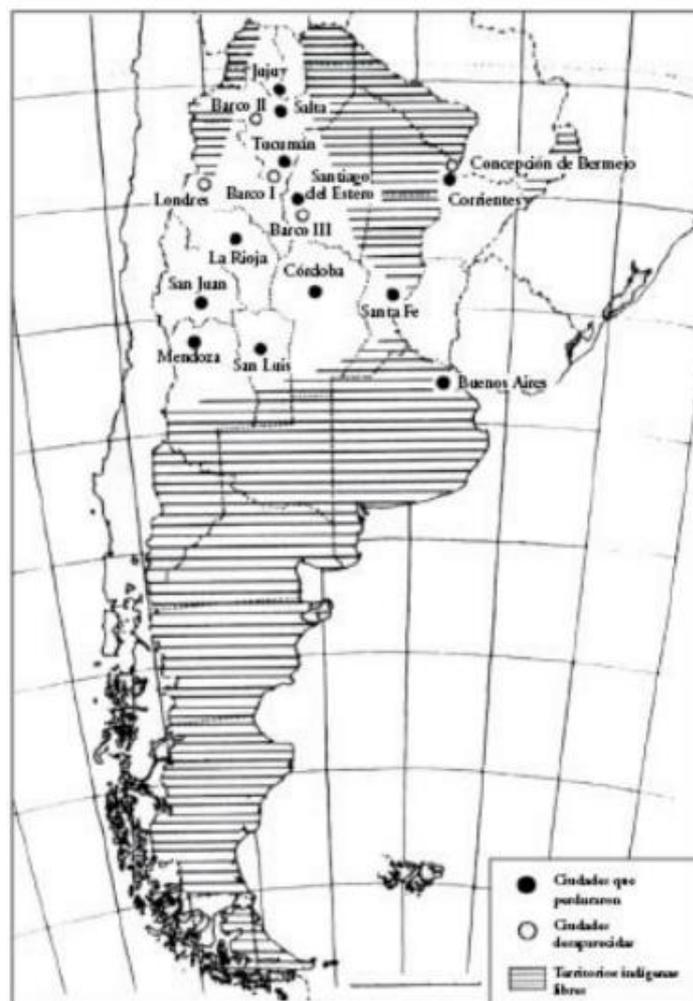 Jujuy
Barco II
Salta
Tucumán
Concepción de Bermejo
Londres
Barco I
Santiago
del Estero
Corrientes
Barco III
La Rioja
Córdoba
San Juan
Santa Fe
Mendoza
San Luis
Buenos Aires
Ciudades que
perduraron
Ciudades
desaparecidas
Territorios indígenas
libres